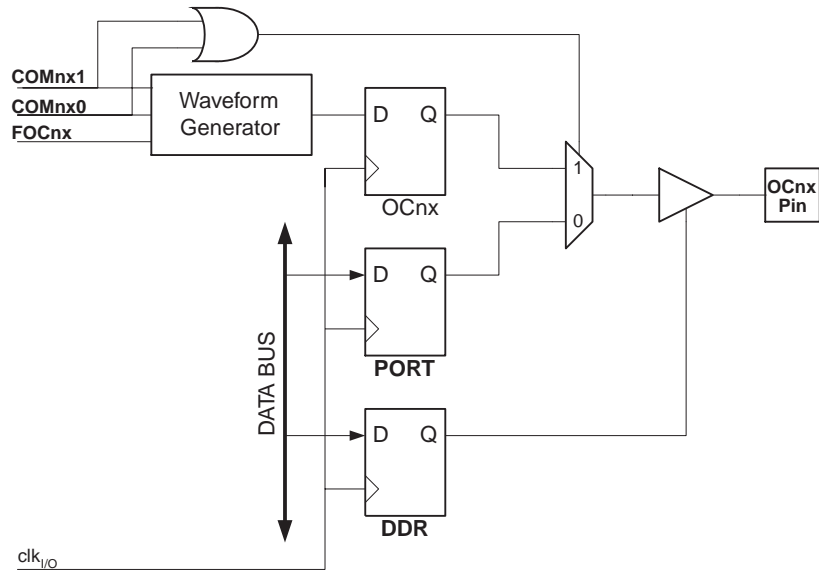 COMnx1
COMnx0
FOCnx
Waveform
Generator
D Q
OCnx
1
0
OCnx
Pin
D Q
PORT
DATA BUS
D Q
DDR
clkI/O